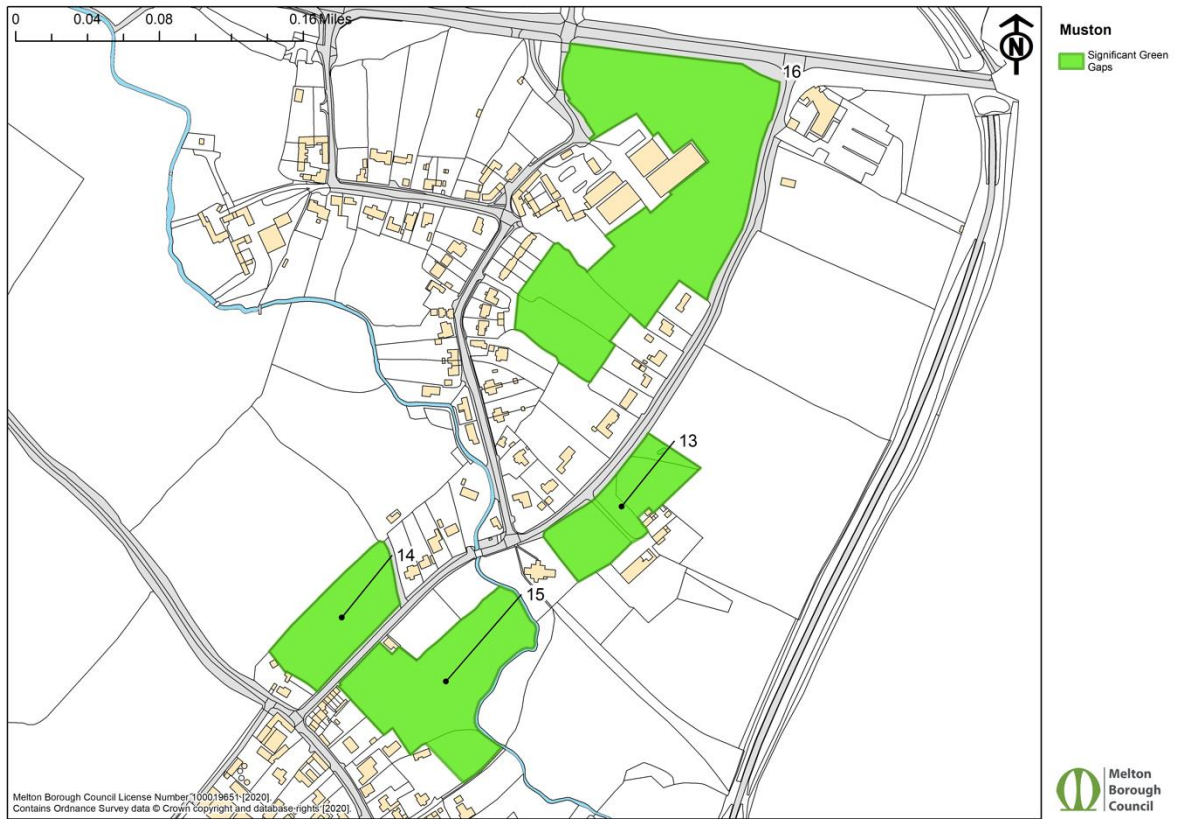 0 0.04 0.08 0.16 Miles
N
Muston
Significant Green
Gaps
16
13
14
15
Melton Borough Council License Number 100019651 [2020].
Contains Ordnance Survey data © Crown copyright and database rights [2020].
Melton
Borough
Council